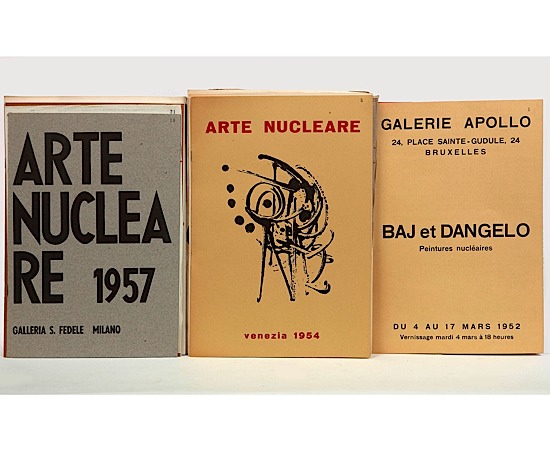 ARTE
NUCLEA
RE 1957
GALLERIA S. FEDELE MILANO
ARTE NUCLEARE
venezia 1954
GALERIE APOLLO
24, PLACE SAINTE-GUDULE, 24
BRUXELLES
BAJ et DANGELO
Peintures nucléaires
DU 4 AU 17 MARS 1952
Vernissage mardi 4 mars à 18 heures